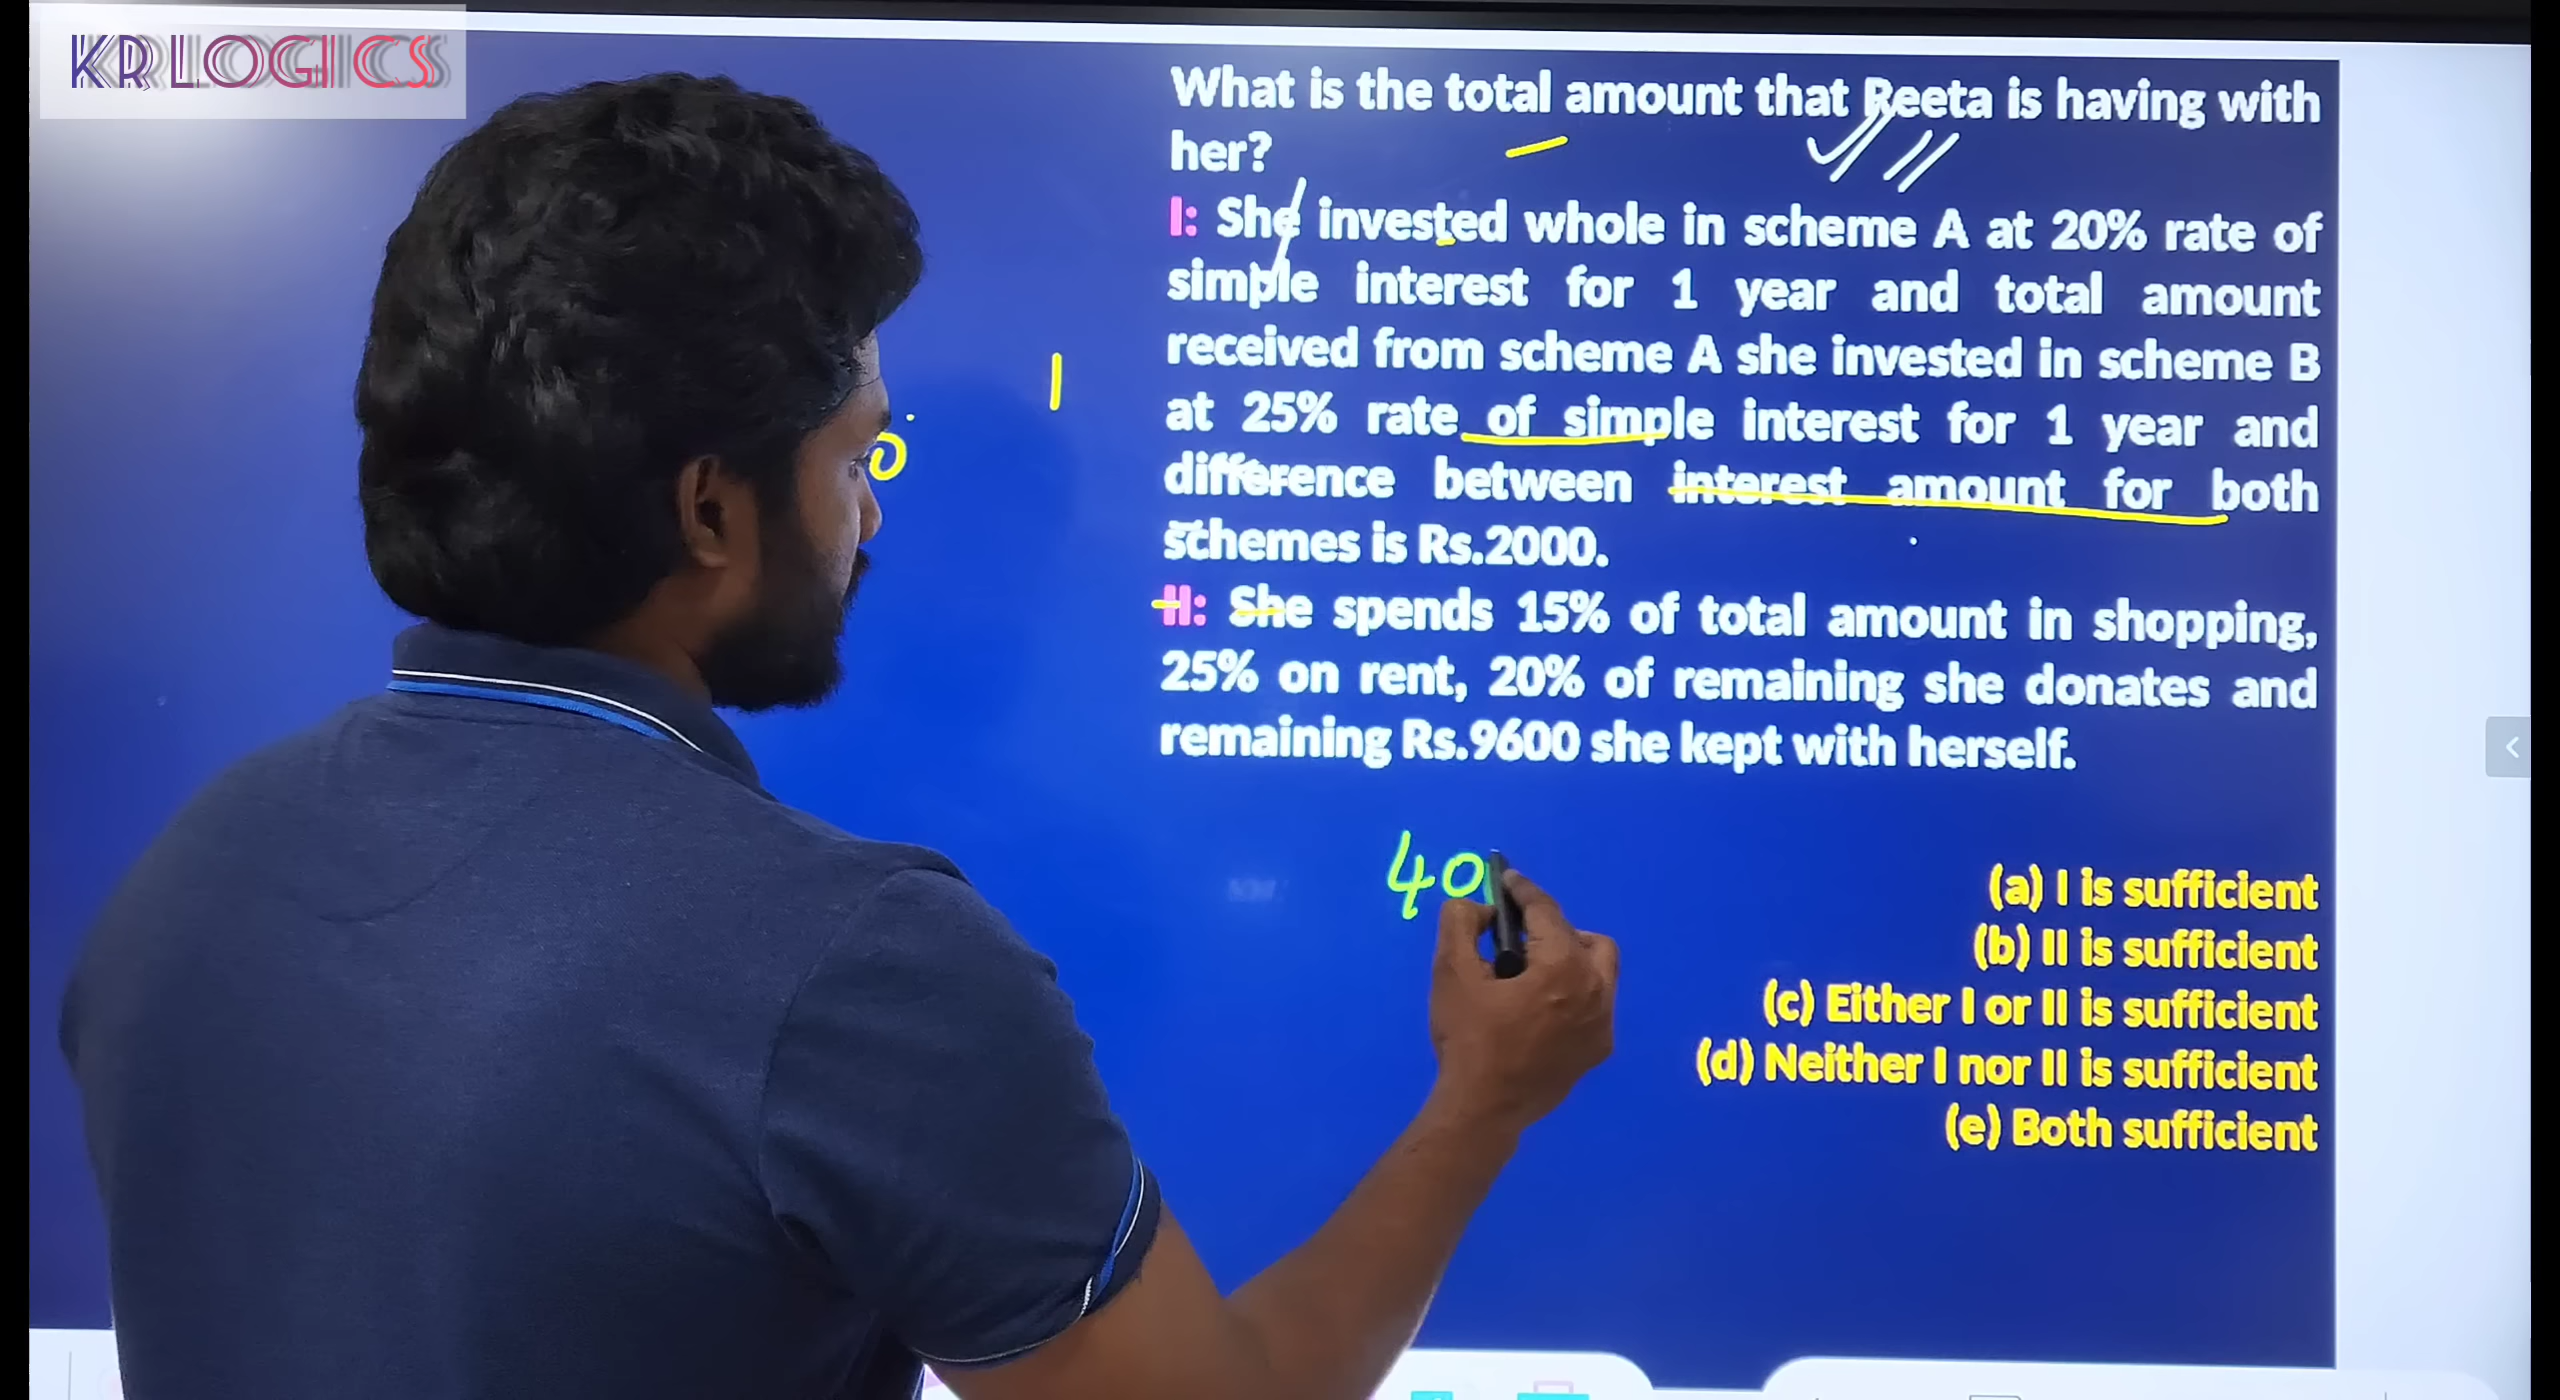 KRLOGICS
What is the total amount that Reeta is having with
her?
I: She invested whole in scheme A at 20% rate of
simple interest for 1 year and total amount
received from scheme A she invested in scheme B
at 25% rate of simple interest for 1 year and
difference between interest amount for both
schemes is Rs.2000.
II: She spends 15% of total amount in shopping,
25% on rent, 20% of remaining she donates and
remaining Rs.9600 she kept with herself.
40
(a) I is sufficient
(b) II is sufficient
(c) Either I or II is sufficient
(d) Neither I nor II is sufficient
(e) Both sufficient